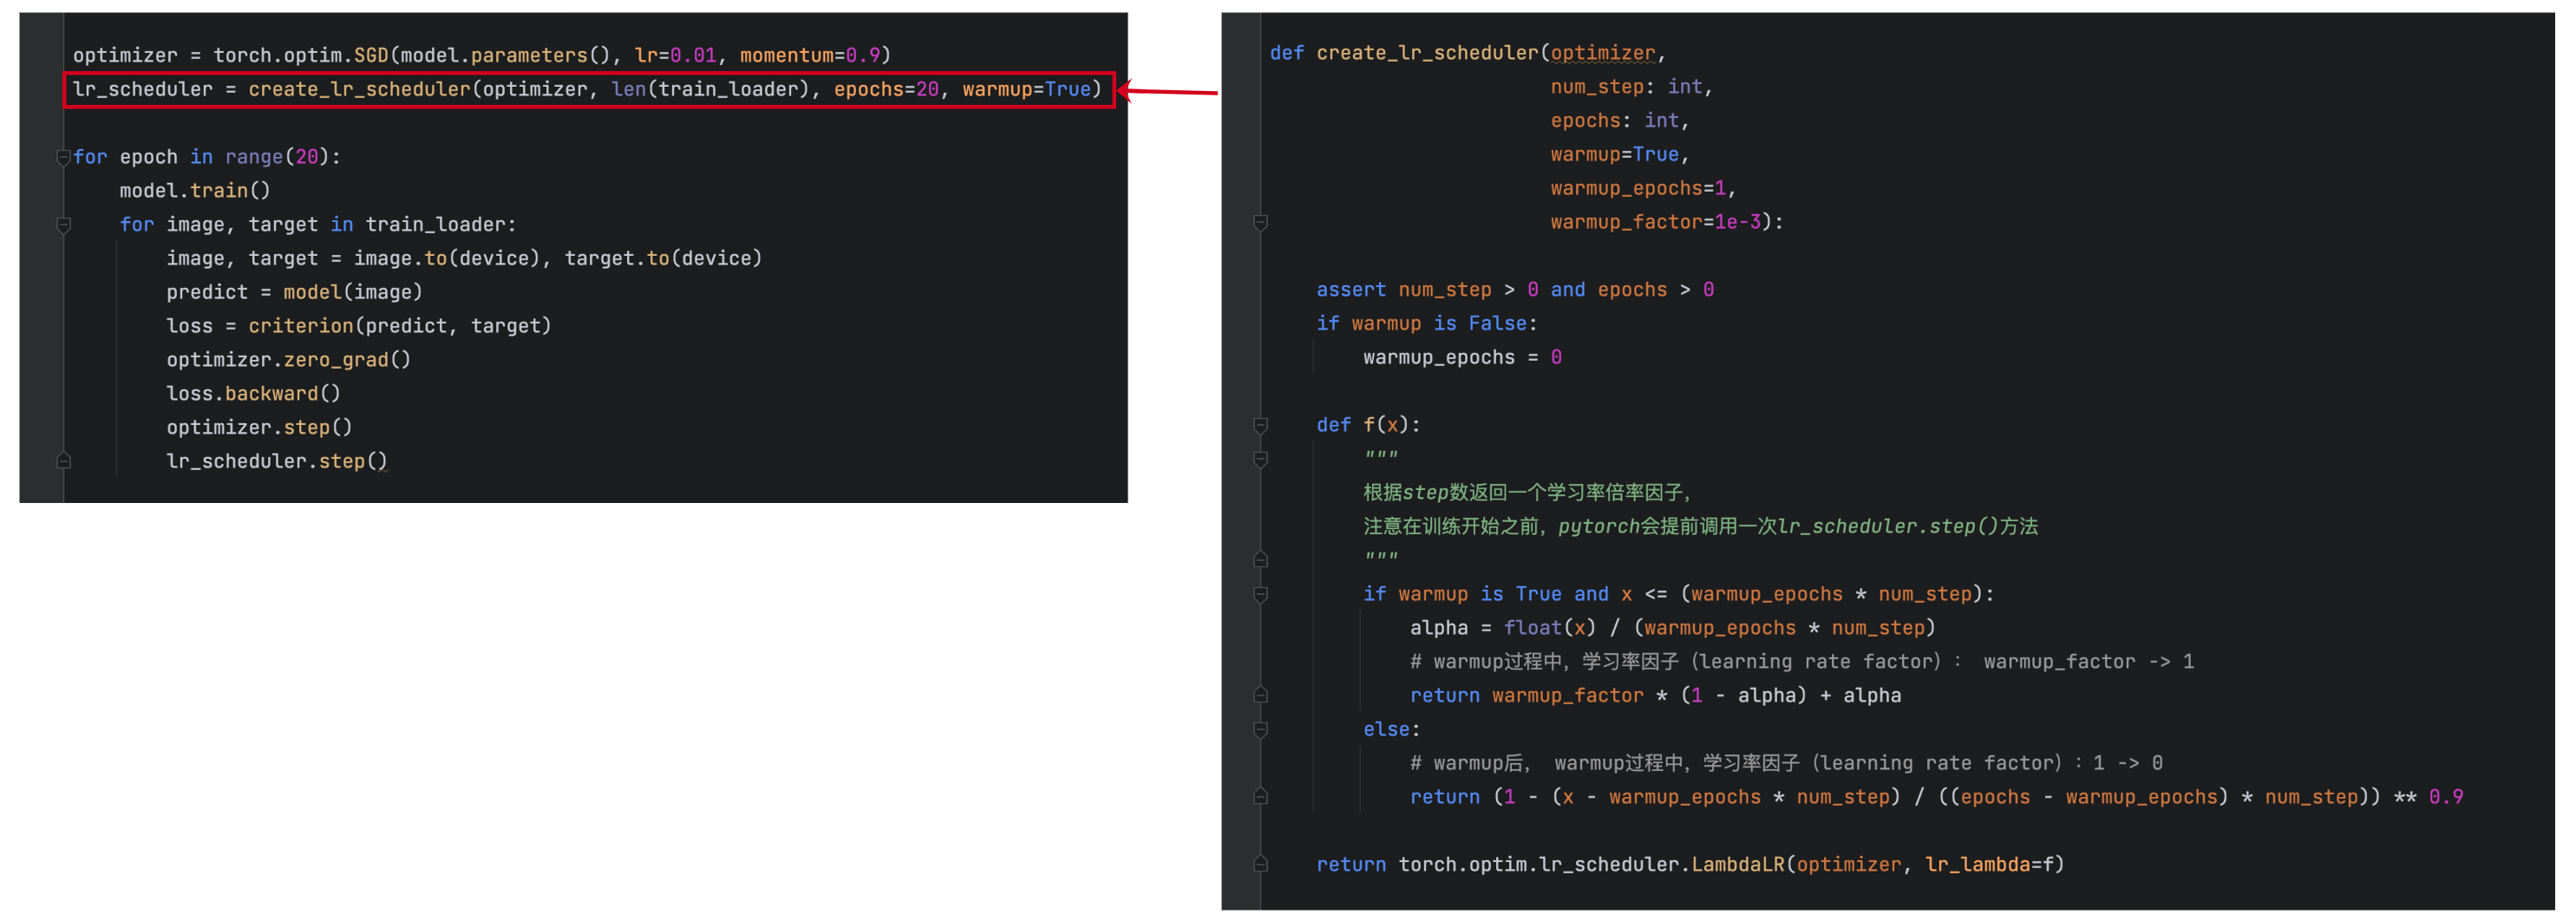 optimizer = torch.optim.SGD(model.parameters(), lr=0.01, momentum=0.9)
lr_scheduler = create_lr_scheduler(optimizer, len(train_loader), epochs=20, warmup=True)
for epoch in range(20):
model.train()
for image, target in train_loader:
image, target = image.to(device), target.to(device)
predict = model(image)
loss = criterion(predict, target)
optimizer.zero_grad()
loss.backward()
optimizer.step()
lr_scheduler.step()
def create_lr_scheduler(optimizer,
num_step: int,
epochs: int,
warmup=True,
warmup_epochs=1,
warmup_factor=1e-3):
assert num_step > 0 and epochs > 0
if warmup is False:
warmup_epochs = 0
def f(x):
"""
根据step数返回一个学习率倍率因子，
注意在训练开始之前，pytorch会提前调用一次lr_scheduler.step()方法
"""
if warmup is True and x <= (warmup_epochs * num_step):
alpha = float(x) / (warmup_epochs * num_step)
# warmup过程中，学习率因子（learning rate factor）： warmup_factor -> 1
return warmup_factor * (1 - alpha) + alpha
else:
# warmup后， warmup过程中，学习率因子（learning rate factor）：1 -> 0
return (1 - (x - warmup_epochs * num_step) / ((epochs - warmup_epochs) * num_step)) ** 0.9
return torch.optim.lr_scheduler.LambdaLR(optimizer, lr_lambda=f)